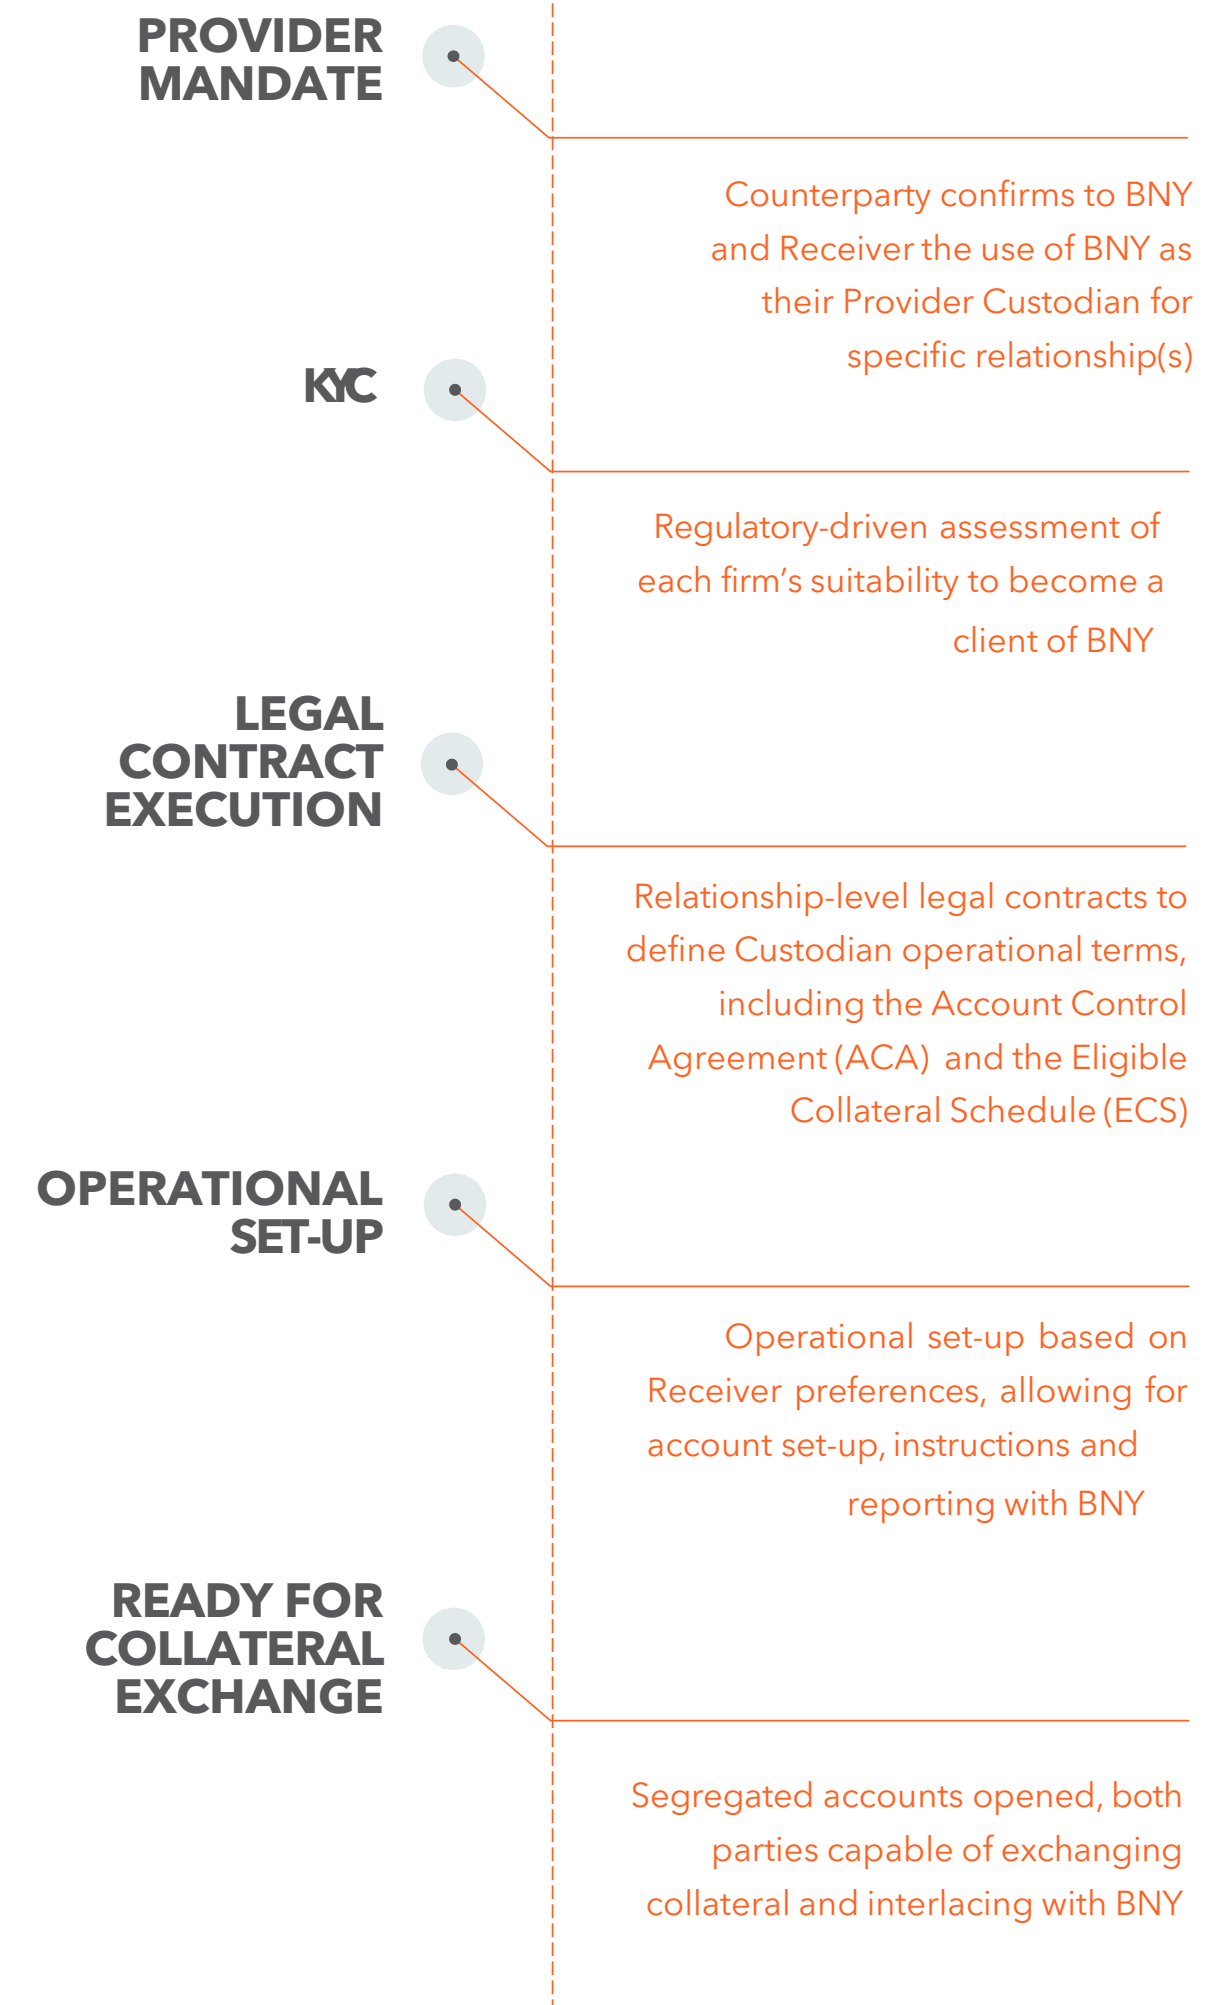 PROVIDER
MANDATE
Counterparty confirms to BNY
and Receiver the use of BNY as
their Provider Custodian for
specific relationship(s)
KYC
Regulatory-driven assessment of
each firm’s suitability to become a
client of BNY
LEGAL
CONTRACT
EXECUTION
Relationship-level legal contracts to
define Custodian operational terms,
including the Account Control
Agreement (ACA) and the Eligible
Collateral Schedule (ECS)
OPERATIONAL
SET-UP
Operational set-up based on
Receiver preferences, allowing for
account set-up, instructions and
reporting with BNY
READY FOR
COLLATERAL
EXCHANGE
Segregated accounts opened, both
parties capable of exchanging
collateral and interlacing with BNY